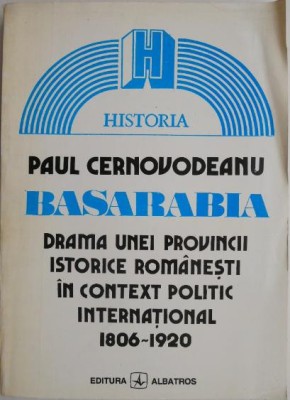 H
HISTORIA
PAUL CERNOVODEANU
BASARABIA
DRAMA UNEI PROVINCII
ISTORICE ROMÂNEȘTI
ÎN CONTEXT POLITIC
INTERNAȚIONAL
1806~1920
EDITURA ALBATROS